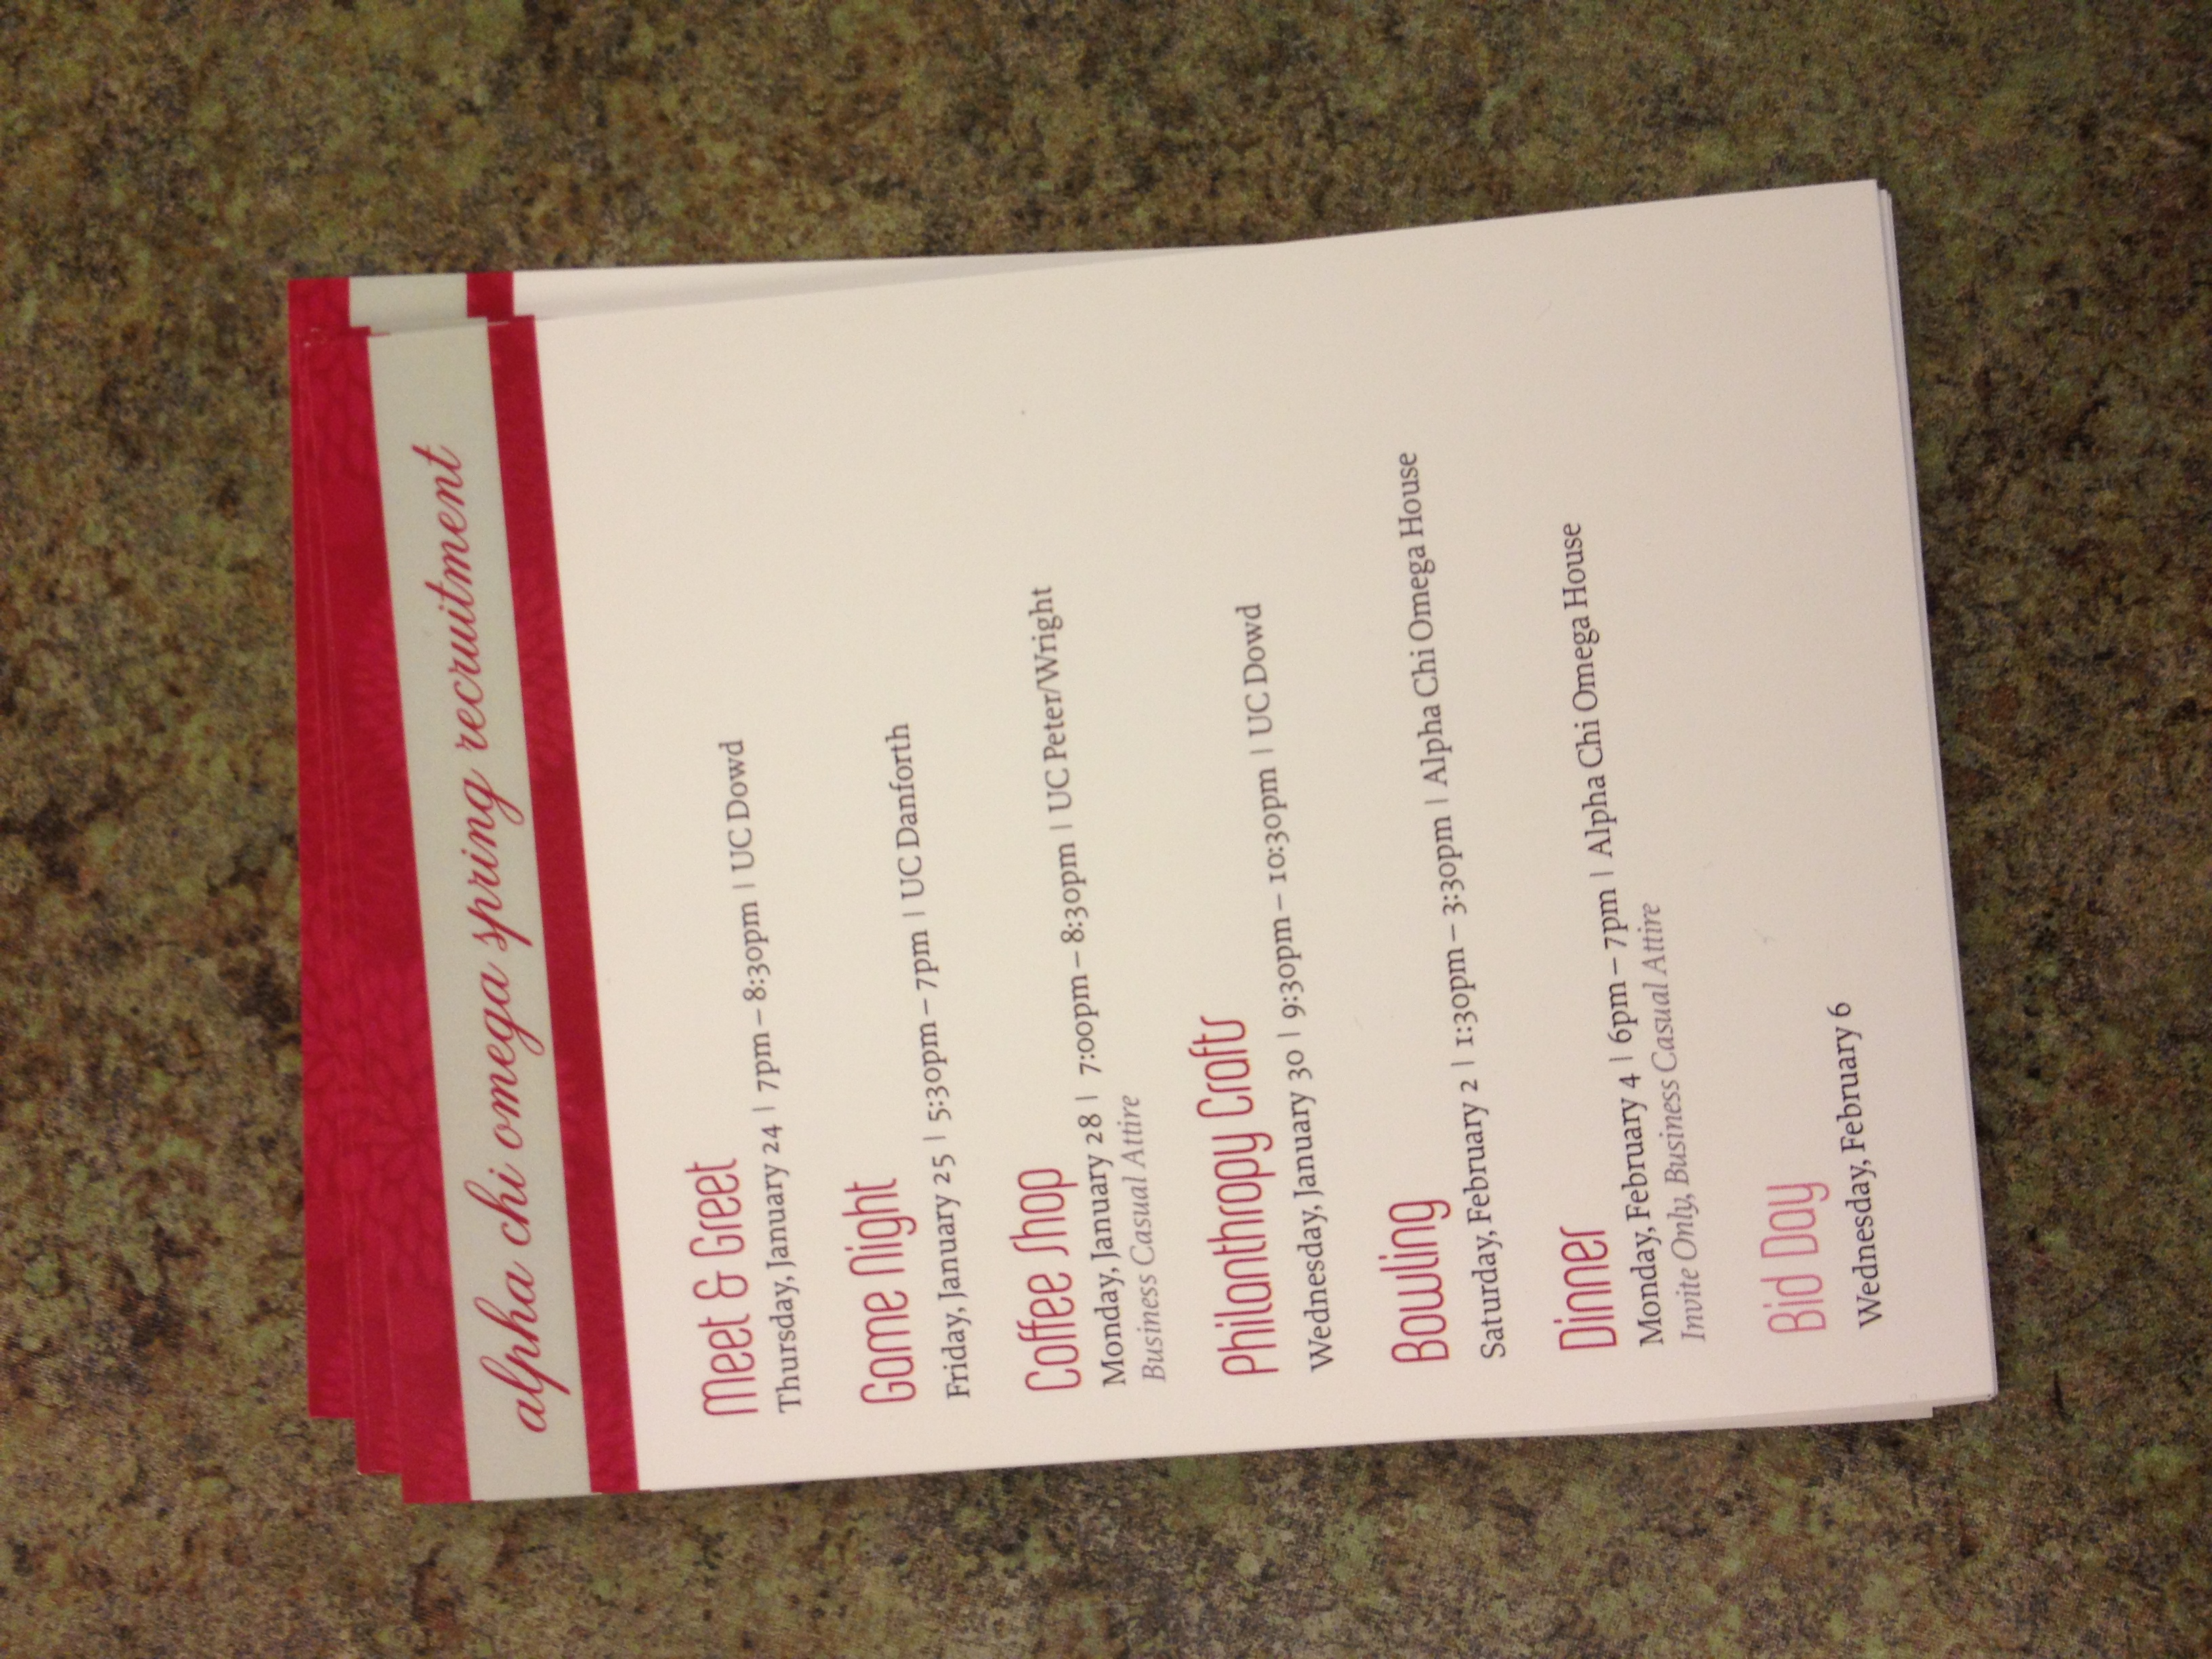 alpha chi omega spring recruitment
Meet & Greet
Thursday, January 24 | 7pm – 8:30pm | UC Dowd
Game Night
Friday, January 25 | 5:30pm – 7pm | UC Danforth
Coffee Shop
Monday, January 28 | 7:00pm – 8:30pm | UC Peter/Wright
Business Casual Attire
Philanthropy Crafts
Wednesday, January 30 | 9:30pm – 10:30pm | UC Dowd
Bowling
Saturday, February 2 | 1:30pm – 3:30pm | Alpha Chi Omega House
Dinner
Monday, February 4 | 6pm – 7pm | Alpha Chi Omega House
Invite Only, Business Casual Attire
Bid Day
Wednesday, February 6